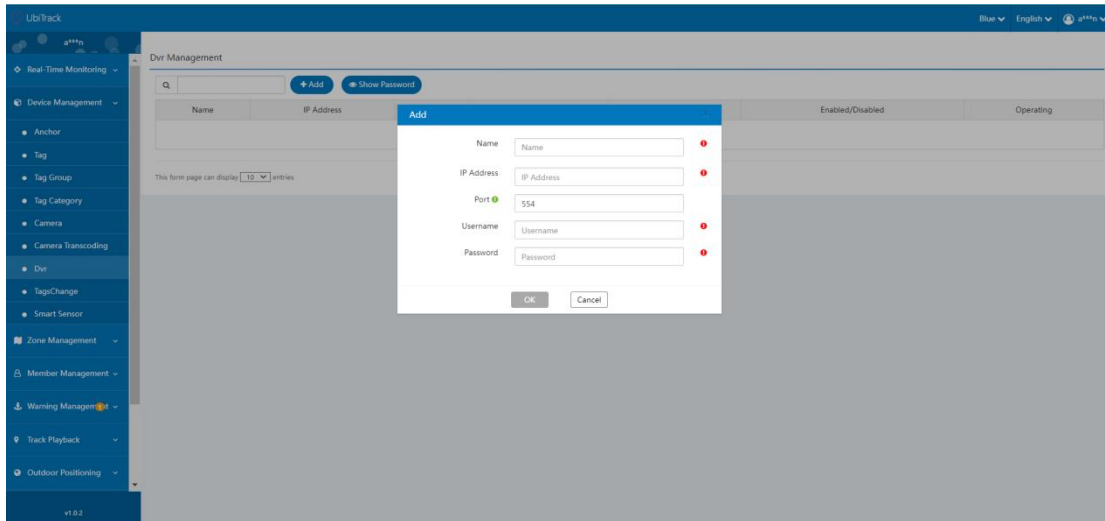 UbiTrack
Blue English a***n
a***n
Real-Time Monitoring
Device Management
Anchor
Tag
Tag Group
Tag Category
Camera
Camera Transcoding
Dvr
TagsChange
Smart Sensor
Zone Management
Member Management
Warning Management
Track Playback
Outdoor Positioning
v1.0.2
Dvr Management
Add Show Password
Name IP Address Enabled/Disabled Operating
This form page can display 10 entries
Add
Name Name
IP Address IP Address
Port 554
Username Username
Password Password
OK Cancel